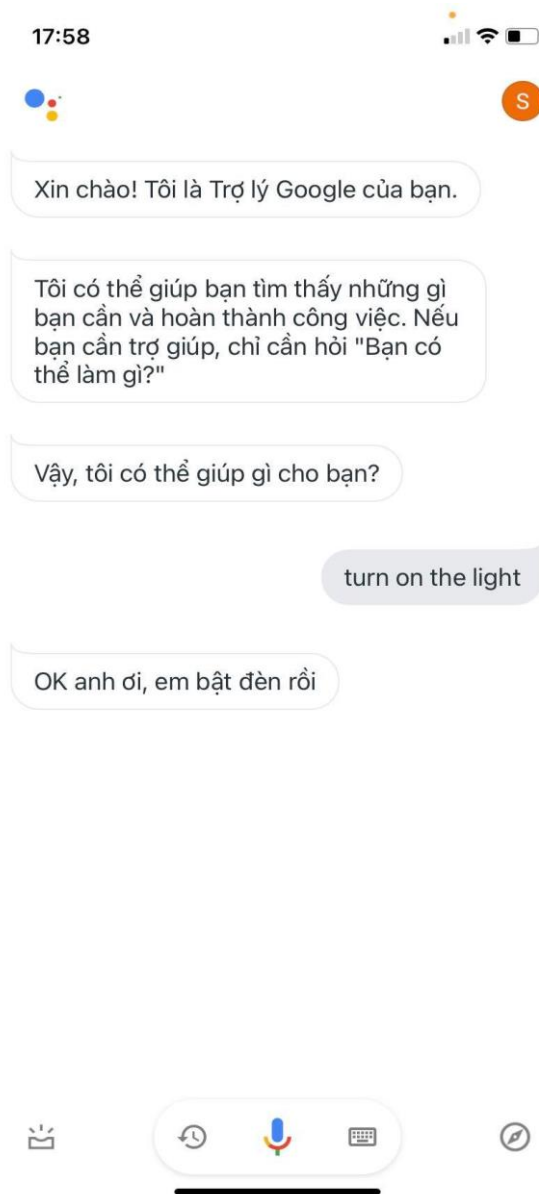 17:58
S
Xin chào! Tôi là Trợ lý Google của bạn.
Tôi có thể giúp bạn tìm thấy những gì
bạn cần và hoàn thành công việc. Nếu
bạn cần trợ giúp, chỉ cần hỏi "Bạn có
thể làm gì?"
Vậy, tôi có thể giúp gì cho bạn?
turn on the light
OK anh ơi, em bật đèn rồi